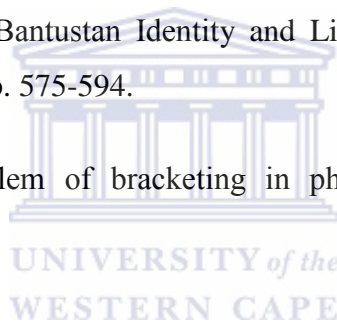 Bantustan Identity and Li
o. 575-594.
lem of bracketing in ph
UNIVERSITY of the
WESTERN CAPE